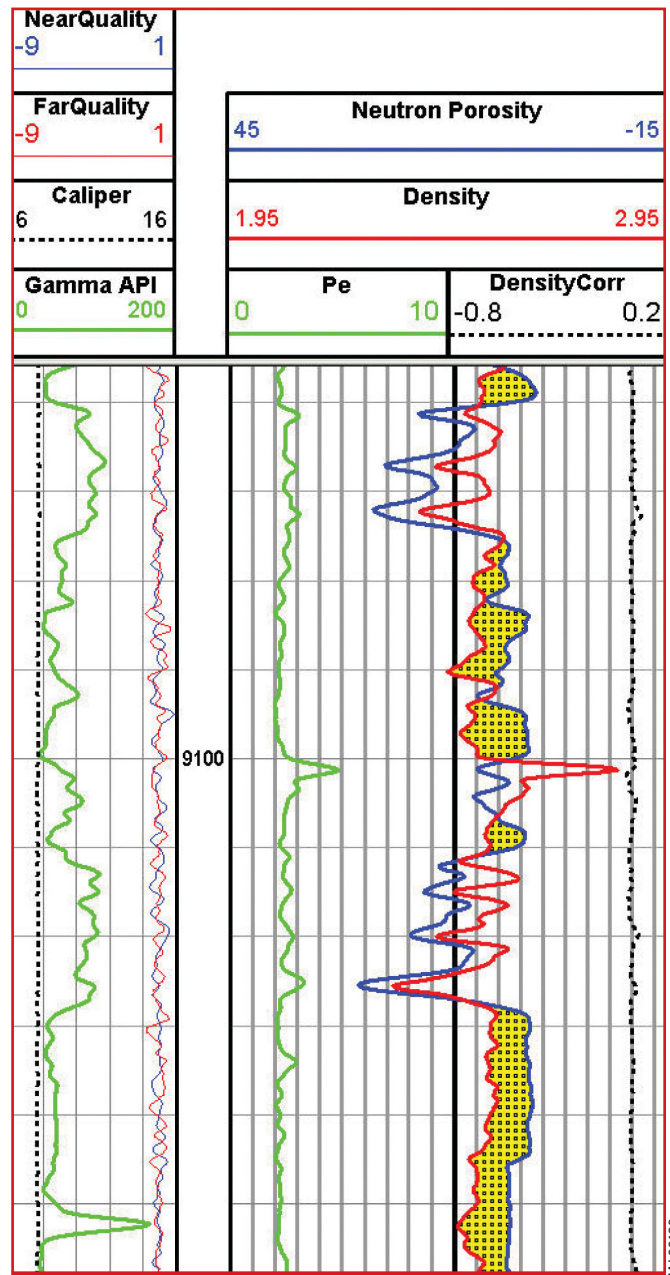 NearQuality
-9 1
FarQuality
-9 1
Neutron Porosity
45 -15
Caliper
6 16
Density
1.95 2.95
Gamma API
0 200
Pe
0 10
DensityCorr
-0.8 0.2
9100